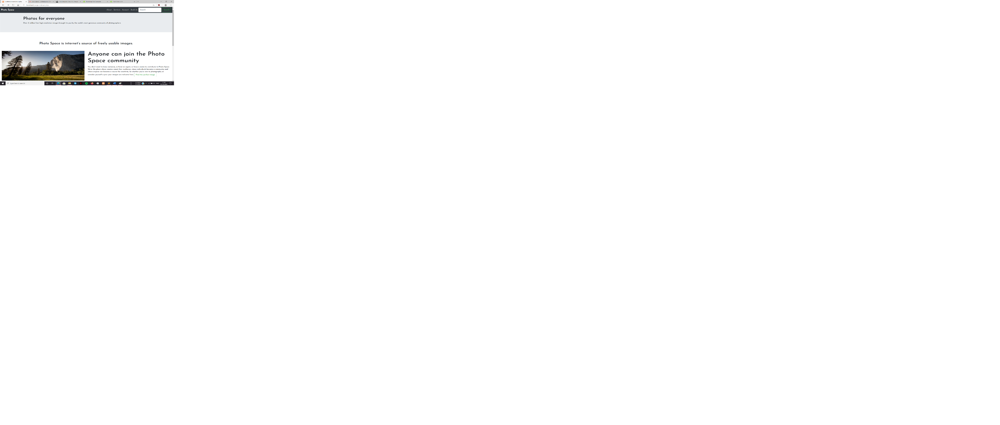 Photo Space
About Services Account Book Us Search Search
Photos for everyone
Over 3 million free high-resolution images brought to you by the world's most generous community of photographers.
Photo Space is internet's source of freely usable images.
Anyone can join the Photo
Space community
You don't need to know someone, or have an agent, or have a name to contribute to Photo Space.
We're the place where creators meet their audience, where individuals become a community and
where anyone can become a source for creativity. So whether you're new to photography or
consider yourself a pro—your images are welcome here. Find the perfect image
Type here to search